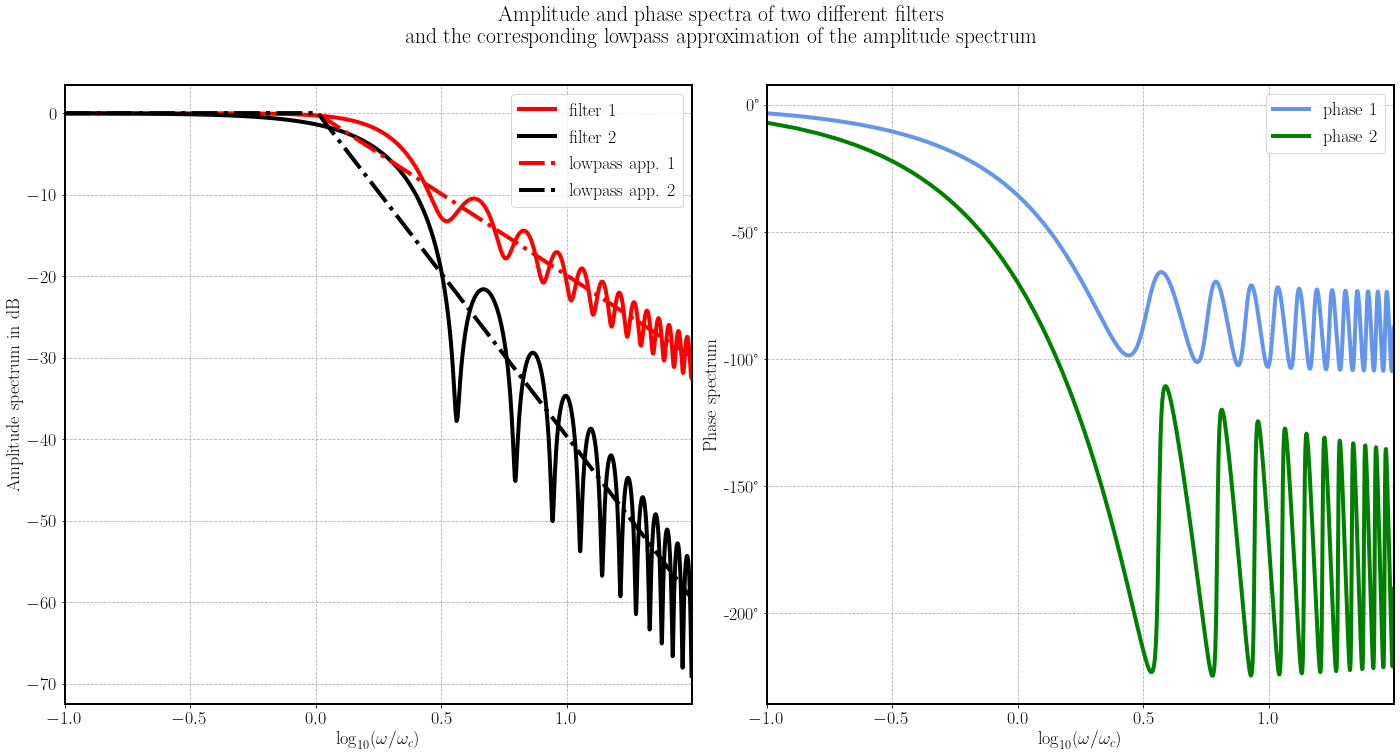 Amplitude and phase spectra of two different filters
and the corresponding lowpass approximation of the amplitude spectrum
Amplitude spectrum in dB
0
−10
−20
−30
−40
−50
−60
−70
−1.0
−0.5
0.0
0.5
1.0
log₁₀(ω/ω_c)
filter 1
filter 2
lowpass app. 1
lowpass app. 2
Phase spectrum
0°
-50°
-100°
-150°
-200°
−1.0
−0.5
0.0
0.5
1.0
log₁₀(ω/ω_c)
phase 1
phase 2